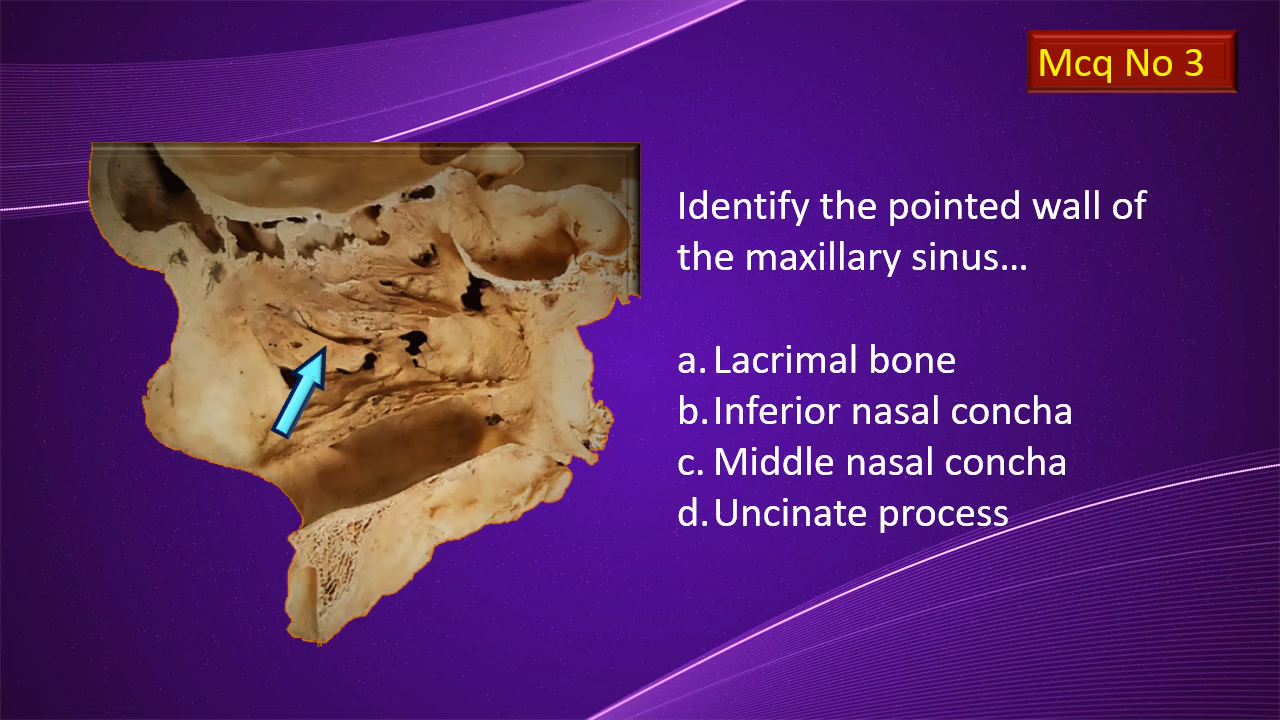 Mcq No 3
Identify the pointed wall of
the maxillary sinus...
a. Lacrimal bone
b. Inferior nasal concha
c. Middle nasal concha
d. Uncinate process